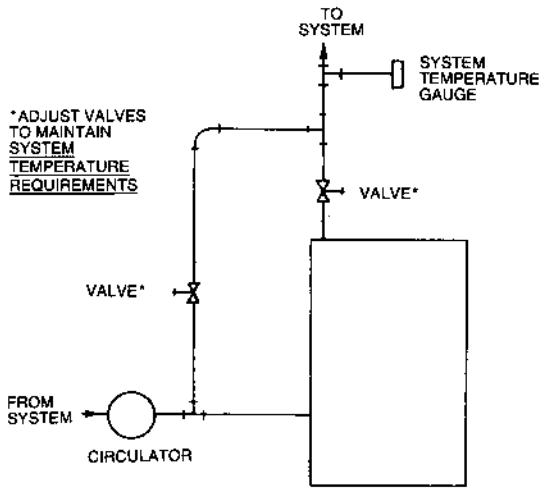 TO
SYSTEM
SYSTEM
TEMPERATURE
GAUGE
*ADJUST VALVES
TO MAINTAIN
SYSTEM
TEMPERATURE
REQUIREMENTS
VALVE*
VALVE*
FROM
SYSTEM
CIRCULATOR